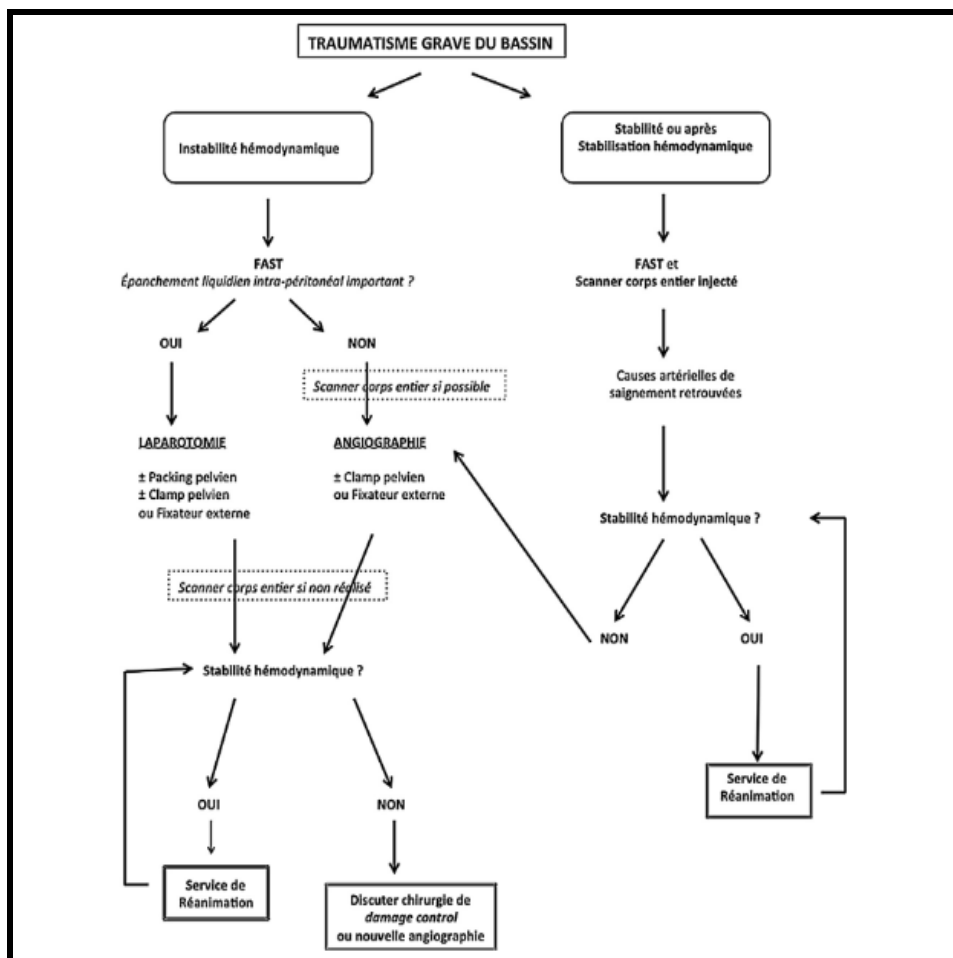 TRAUMATISME GRAVE DU BASSIN
Instabilité hémodynamique
Stabilité ou après
Stabilisation hémodynamique
FAST
Épanchement liquidien intra-péritonéal important ?
FAST et
Scanner corps entier injecté
OUI
NON
Scanner corps entier si possible
Causes artérielles de
saignement retrouvées
LAPAROTOMIE
± Packing pelvien
± Clamp pelvien
ou Fixateur externe
ANGIOGRAPHIE
± Clamp pelvien
ou Fixateur externe
Stabilité hémodynamique ?
Scanner corps entier si non réalisé
NON
OUI
Stabilité hémodynamique ?
Service de
Réanimation
OUI
NON
Service de
Réanimation
Discuter chirurgie de
damage control
ou nouvelle angiographie